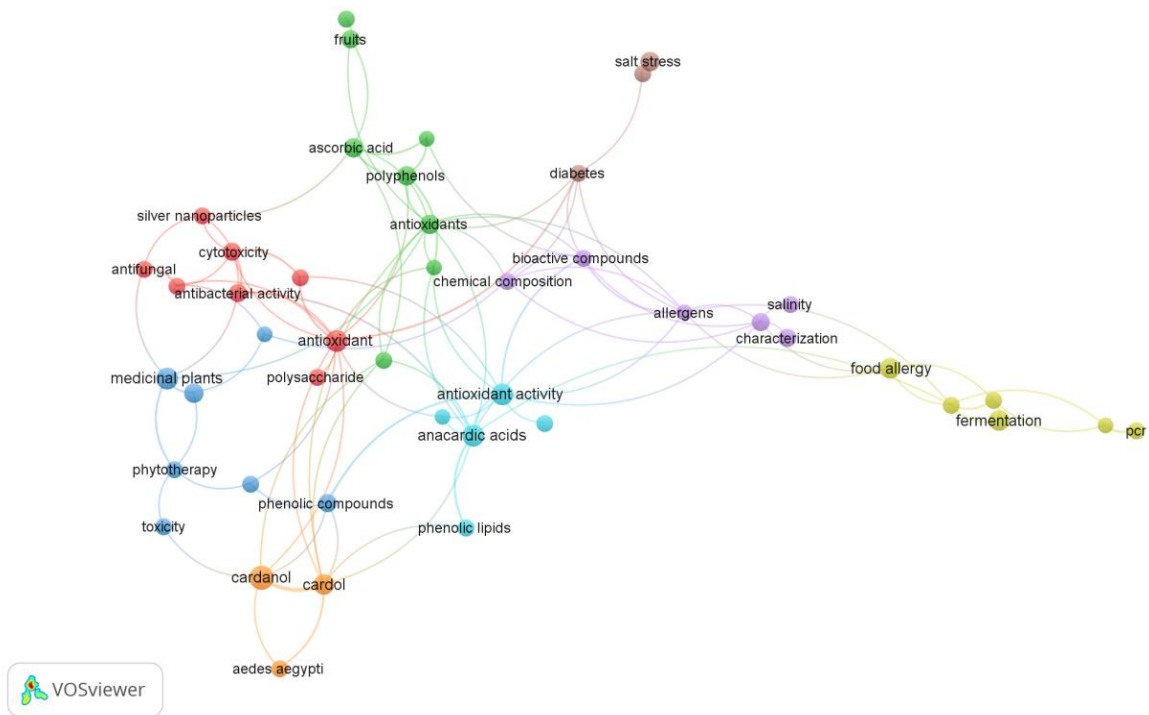 fruits
salt stress
ascorbic acid
diabetes
polyphenols
silver nanoparticles
antioxidants
cytotoxicity
bioactive compounds
antifungal
chemical composition
antibacterial activity
salinity
allergens
characterization
antioxidant
food allergy
polysaccharide
medicinal plants
antioxidant activity
fermentation
pcr
anacardic acids
phytotherapy
phenolic compounds
toxicity
phenolic lipids
cardanol
cardol
aedes aegypti
VOSviewer